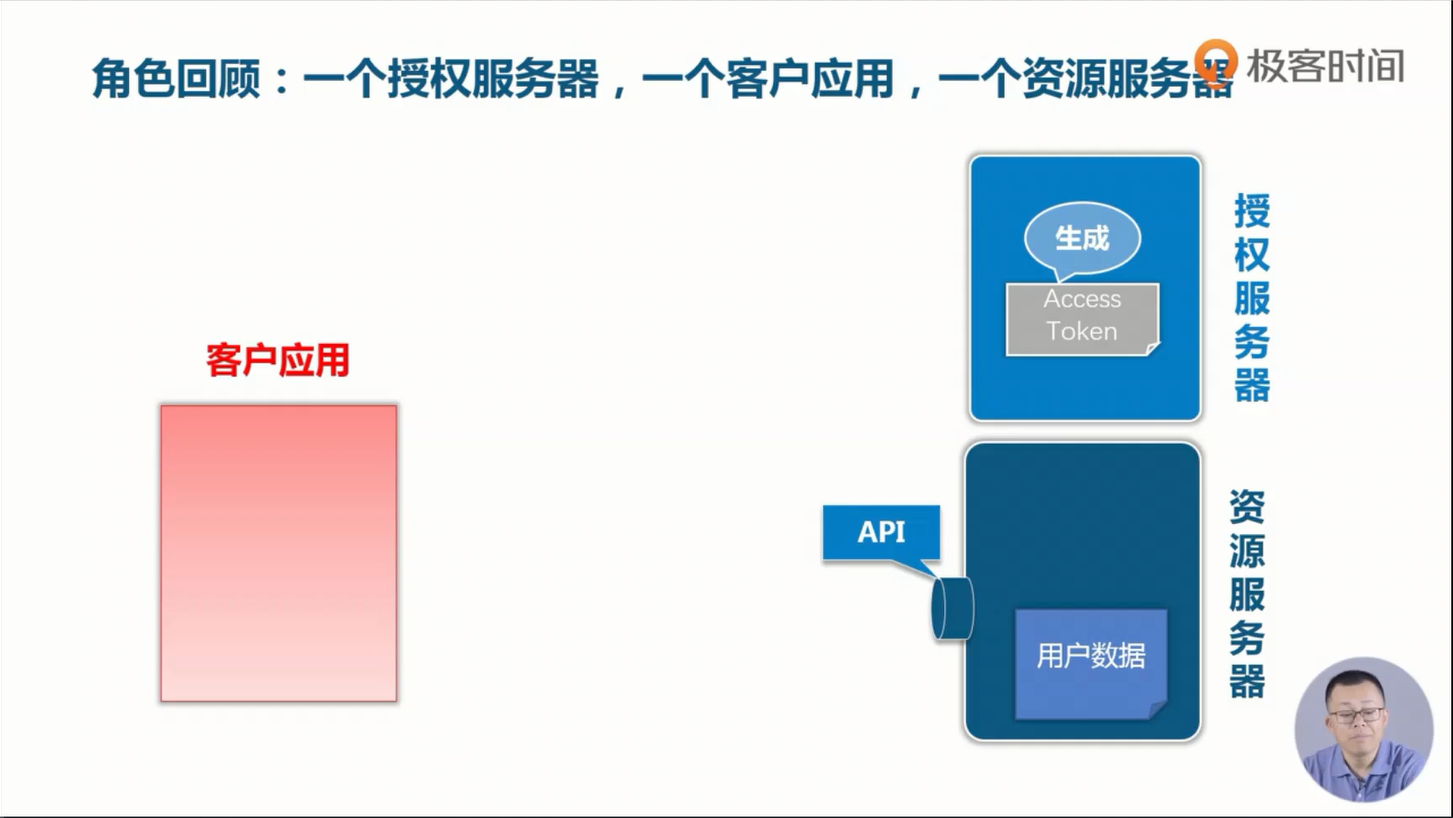 角色回顾：一个授权服务器，一个客户应用，一个资源服务器
极客时间
生成
Access
Token
授权服务器
客户应用
API
用户数据
资源服务器